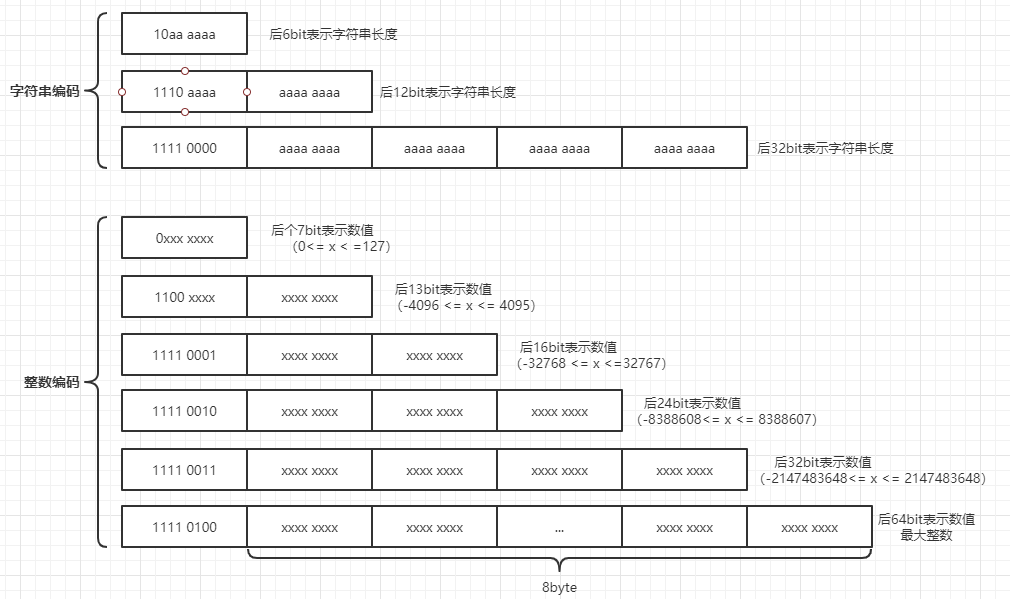 10aa aaaa
后6bit表示字符串长度
字符串编码
1110 aaaa
aaaa aaaa
后12bit表示字符串长度
1111 0000
aaaa aaaa
aaaa aaaa
aaaa aaaa
aaaa aaaa
后32bit表示字符串长度
0xxx xxxx
后个7bit表示数值
（0<= x < =127）
1100 xxxx
xxxx xxxx
后13bit表示数值
（-4096 <= x <= 4095）
1111 0001
xxxx xxxx
xxxx xxxx
后16bit表示数值
（-32768 <= x <=32767）
整数编码
1111 0010
xxxx xxxx
xxxx xxxx
xxxx xxxx
后24bit表示数值
（-8388608<= x <= 8388607）
1111 0011
xxxx xxxx
xxxx xxxx
xxxx xxxx
xxxx xxxx
后32bit表示数值
（-2147483648<= x <= 2147483648）
1111 0100
xxxx xxxx
xxxx xxxx
...
xxxx xxxx
xxxx xxxx
后64bit表示数值
最大整数
8byte